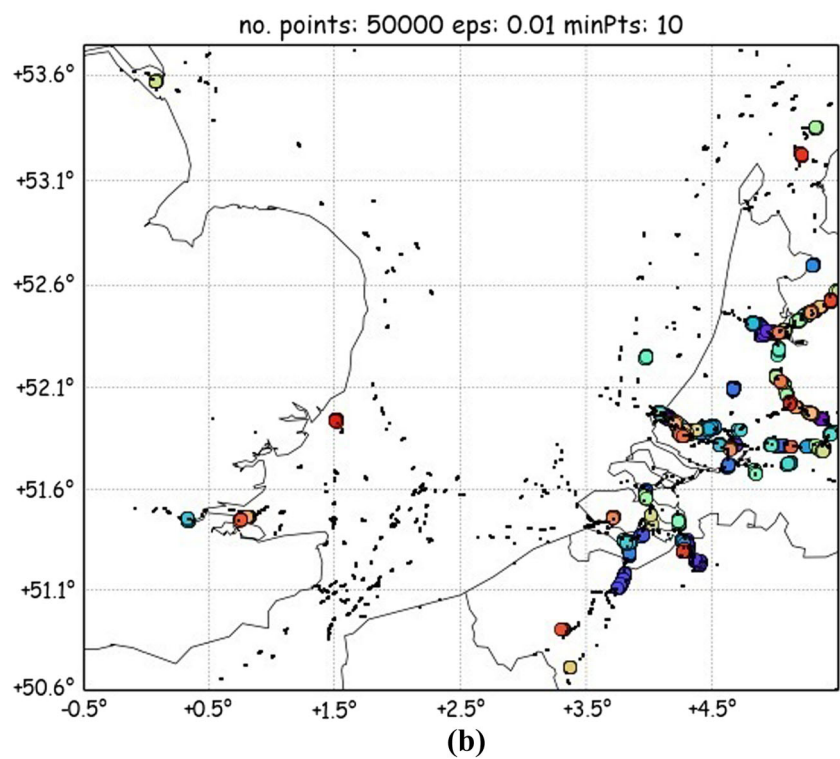 no. points: 50000 eps: 0.01 minPts: 10
+53.6°
+53.1°
+52.6°
+52.1°
+51.6°
+51.1°
+50.6°
-0.5° +0.5° +1.5° +2.5° +3.5° +4.5°
(b)